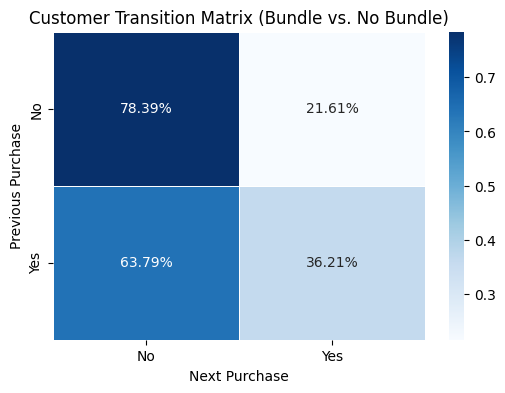 Customer Transition Matrix (Bundle vs. No Bundle)
Previous Purchase
No
Yes
78.39%
21.61%
63.79%
36.21%
No
Yes
Next Purchase
0.7
0.6
0.5
0.4
0.3